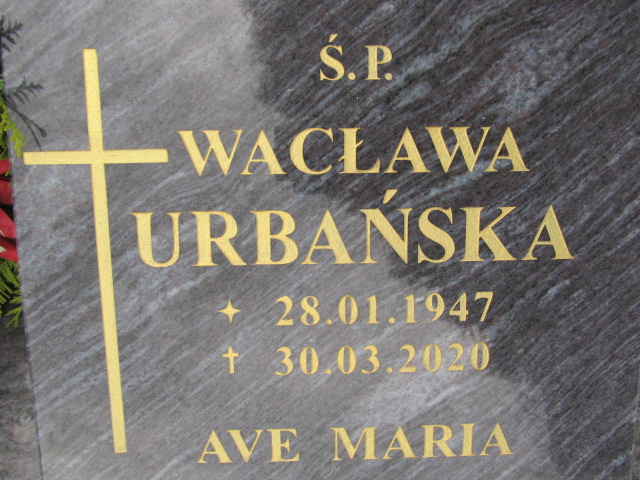 Ś.P.
WACŁAWA
URBAŃSKA
✦ 28.01.1947
✝ 30.03.2020
AVE MARIA